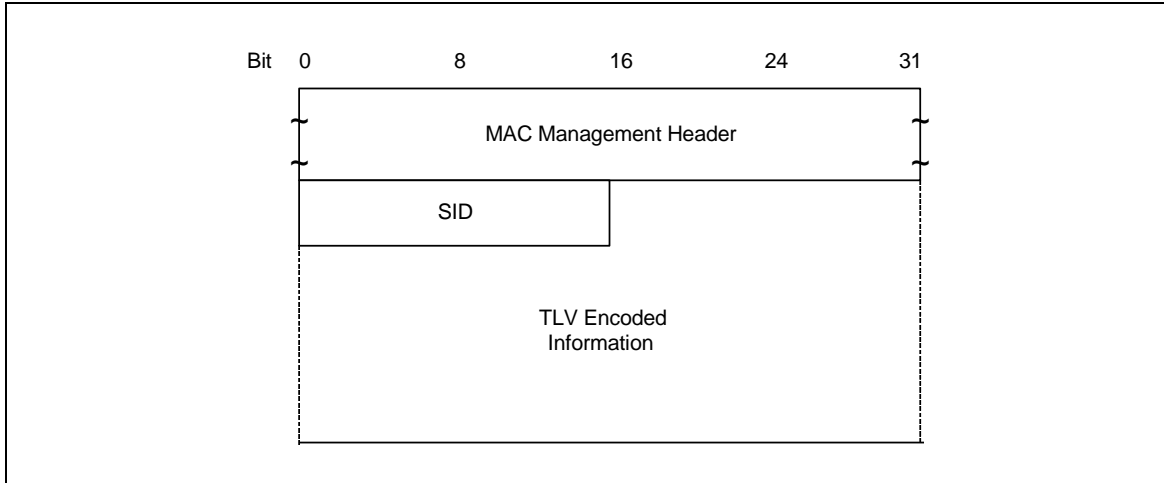 Bit 0 8 16 24 31
MAC Management Header
SID
TLV Encoded
Information